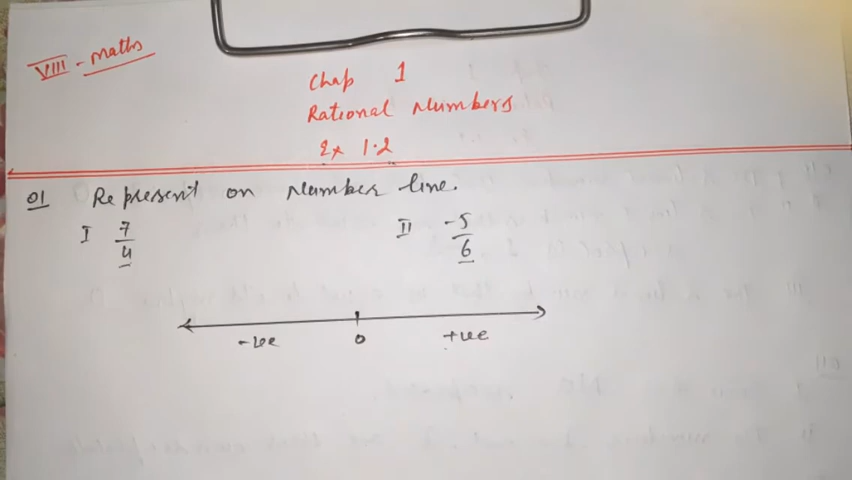 VIII - maths
Chap 1
Rational Numbers
Ex 1.2
Q1 Represent on Number line.
I 7/4 II -5/6
-ve 0 +ve